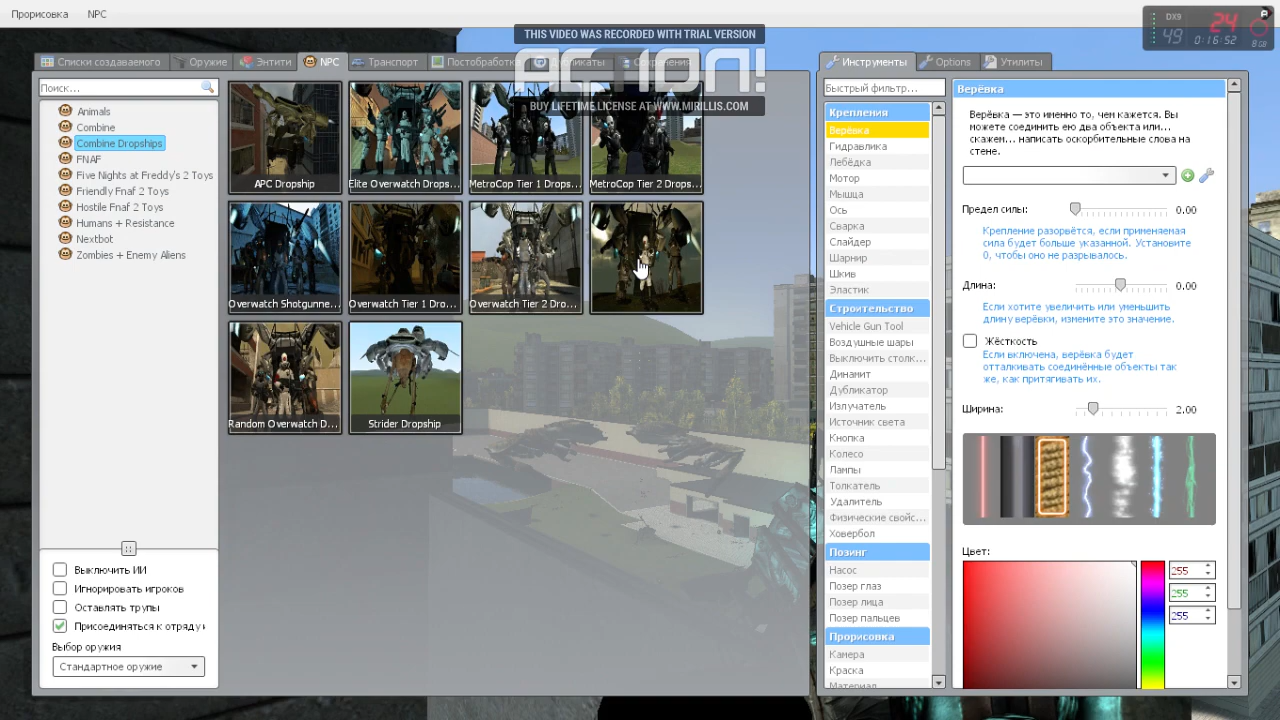 Прорисовка NPC
THIS VIDEO WAS RECORDED WITH TRIAL VERSION
ACTION!
BUY LIFETIME LICENSE AT WWW.MIRILLIS.COM
DX9
49
24
0:16:52
8GB
Списки создаваемого Оружие Энтити NPC Транспорт Постобработка Дубликаты Сохранения
Поиск...
Animals
Combine
Combine Dropships
FNAF
Five Nights at Freddy's 2 Toys
Friendly Fnaf 2 Toys
Hostile Fnaf 2 Toys
Humans + Resistance
Nextbot
Zombies + Enemy Aliens
APC Dropship
Elite Overwatch Drops...
MetroCop Tier 1 Drops...
MetroCop Tier 2 Drops...
Overwatch Shotgunne...
Overwatch Tier 1 Dro...
Overwatch Tier 2 Dro...
Random Overwatch D...
Strider Dropship
Выключить ИИ
Игнорировать игроков
Оставлять трупы
Присоединяться к отряду
Выбор оружия
Стандартное оружие
Инструменты Options Утилиты
Быстрый фильтр...
Крепления
Верёвка
Гидравлика
Лебёдка
Мотор
Мышца
Ось
Сварка
Слайдер
Шарнир
Шкив
Эластик
Строительство
Vehicle Gun Tool
Воздушные шары
Выключить столк...
Динамит
Дубликатор
Излучатель
Источник света
Кнопка
Колесо
Лампы
Толкатель
Удалитель
Физические свойс...
Ховербол
Позинг
Насос
Позер глаз
Позер лица
Позер пальцев
Прорисовка
Камера
Краска
Материал
Верёвка
Верёвка — это именно то, чем кажется. Вы
можете соединить ею два объекта или...
скажем... написать оскорбительные слова на
стене.
Предел силы: 0.00
Крепление разорвётся, если применяемая
сила будет больше указанной. Установите
0, чтобы оно не разрывалось.
Длина: 0.00
Если хотите увеличить или уменьшить
длину верёвки, измените это значение.
Жёсткость
Если включена, верёвка будет
отталкивать соединённые объекты так
же, как притягивать их.
Ширина: 2.00
Цвет:
255
255
255